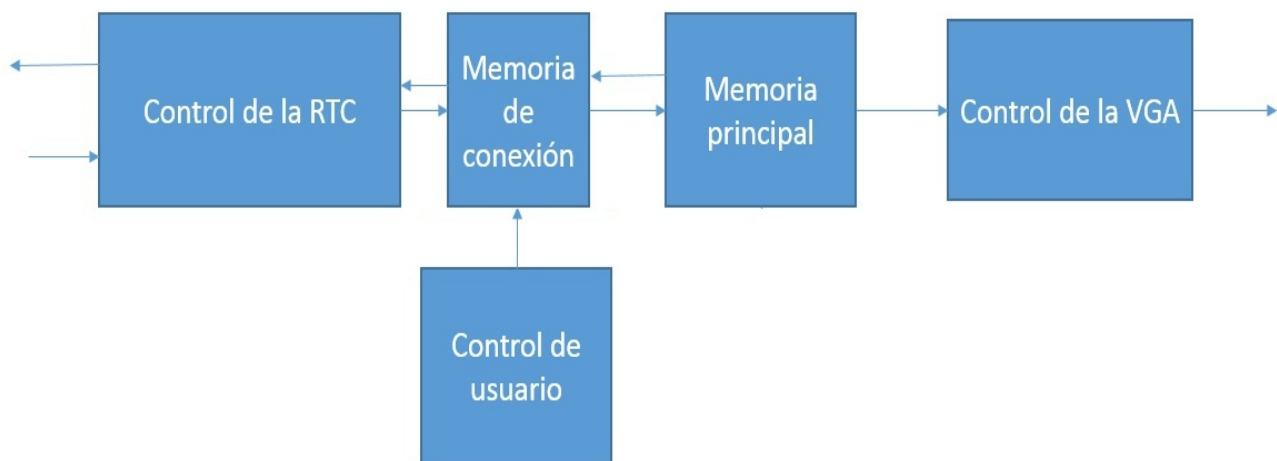 Control de la RTC
Memoria
de
conexión
Memoria
principal
Control de la VGA
Control de
usuario